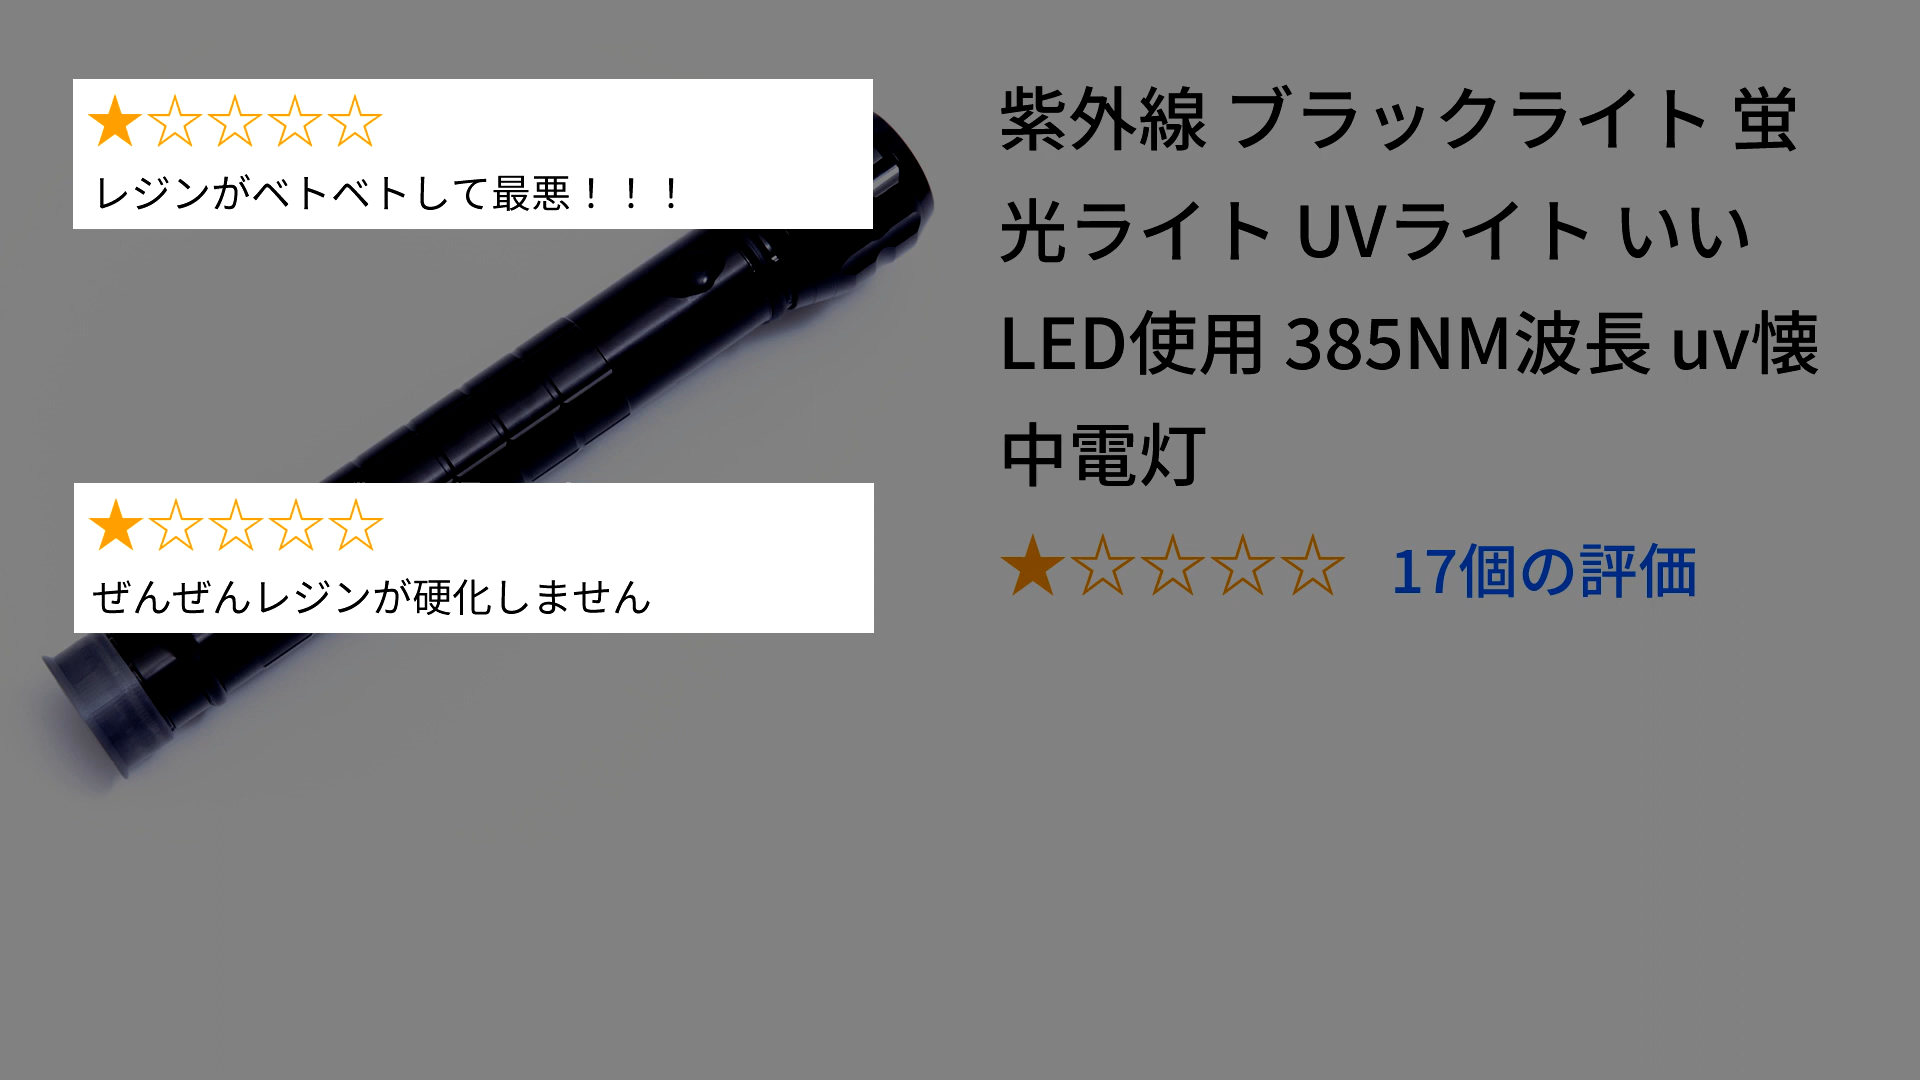 ★☆☆☆☆
レジンがベトベトして最悪！！！
★☆☆☆☆
ぜんぜんレジンが硬化しません
紫外線 ブラックライト 蛍
光ライト UVライト いい
LED使用 385NM波長 uv懐
中電灯
★☆☆☆☆ 17個の評価